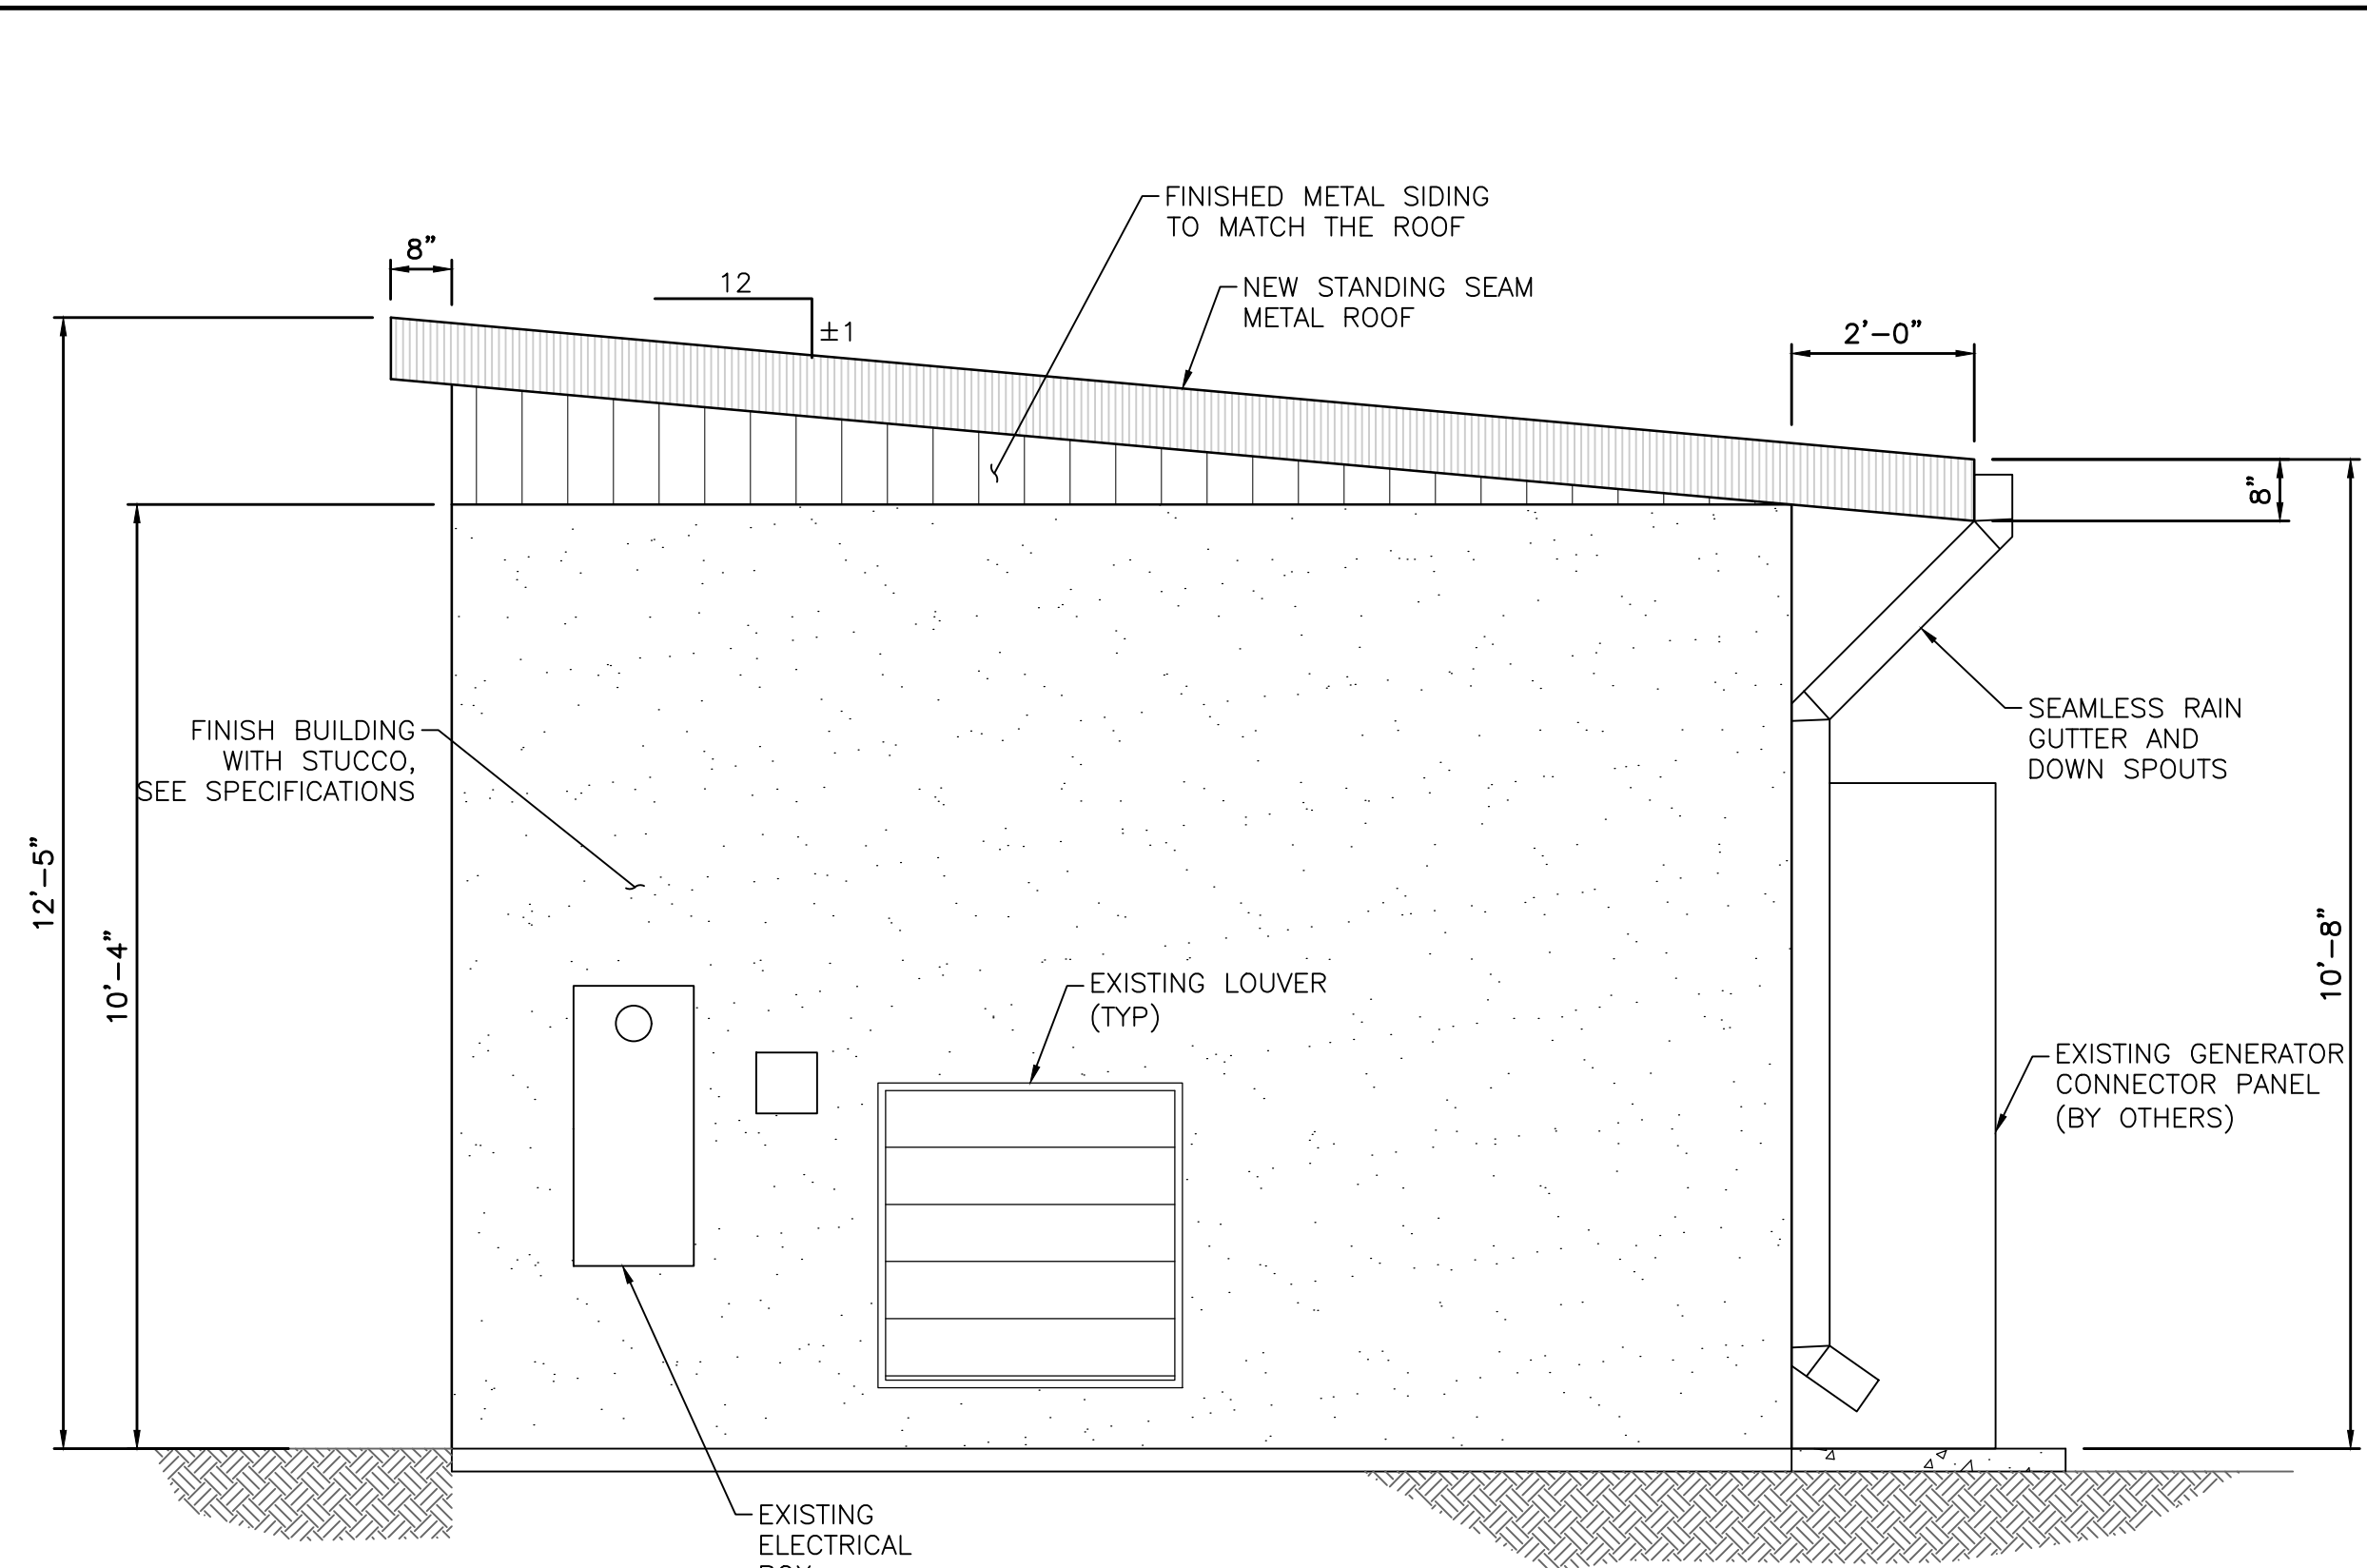 FINISHED METAL SIDING
TO MATCH THE ROOF
8"
12
±1
NEW STANDING SEAM
METAL ROOF
2'-0"
8"
FINISH BUILDING
WITH STUCCO,
SEE SPECIFICATIONS
SEAMLESS RAIN
GUTTER AND
DOWN SPOUTS
12'-5"
10'-4"
10'-8"
EXISTING LOUVER
(TYP)
EXISTING GENERATOR
CONNECTOR PANEL
(BY OTHERS)
EXISTING
ELECTRICAL